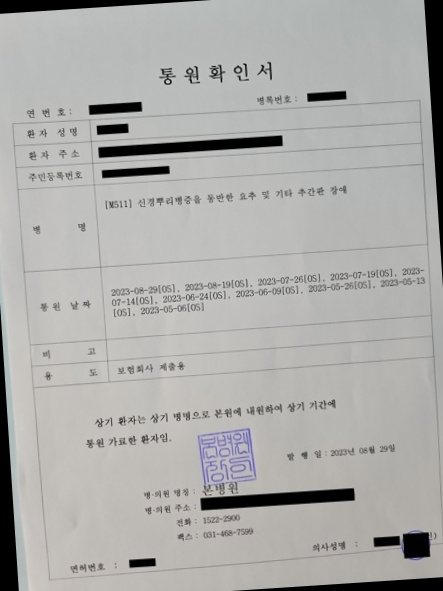 통원확인서
연 번 호 :
병록번호 :
환자 성명
환자 주소
주민등록번호
병 명
[M511] 신경뿌리병증을 동반한 요추 및 기타 추간판 장애
통원 날짜
2023-08-29[OS], 2023-08-19[OS], 2023-07-26[OS], 2023-07-19[OS], 2023-
07-14[OS], 2023-06-24[OS], 2023-06-09[OS], 2023-05-26[OS], 2023-05-13
[OS], 2023-05-06[OS]
비 고
용 도
보험회사 제출용
상기 환자는 상기 병명으로 본원에 내원하여 상기 기간에
통원 가료한 환자임.
발 행 일 : 2023년 08월 29일
병·의원 명칭 : 본병원
병·의원 주소 :
전화 : 1522-2900
팩스 : 031-468-7599
면허번호 :
의사성명 :